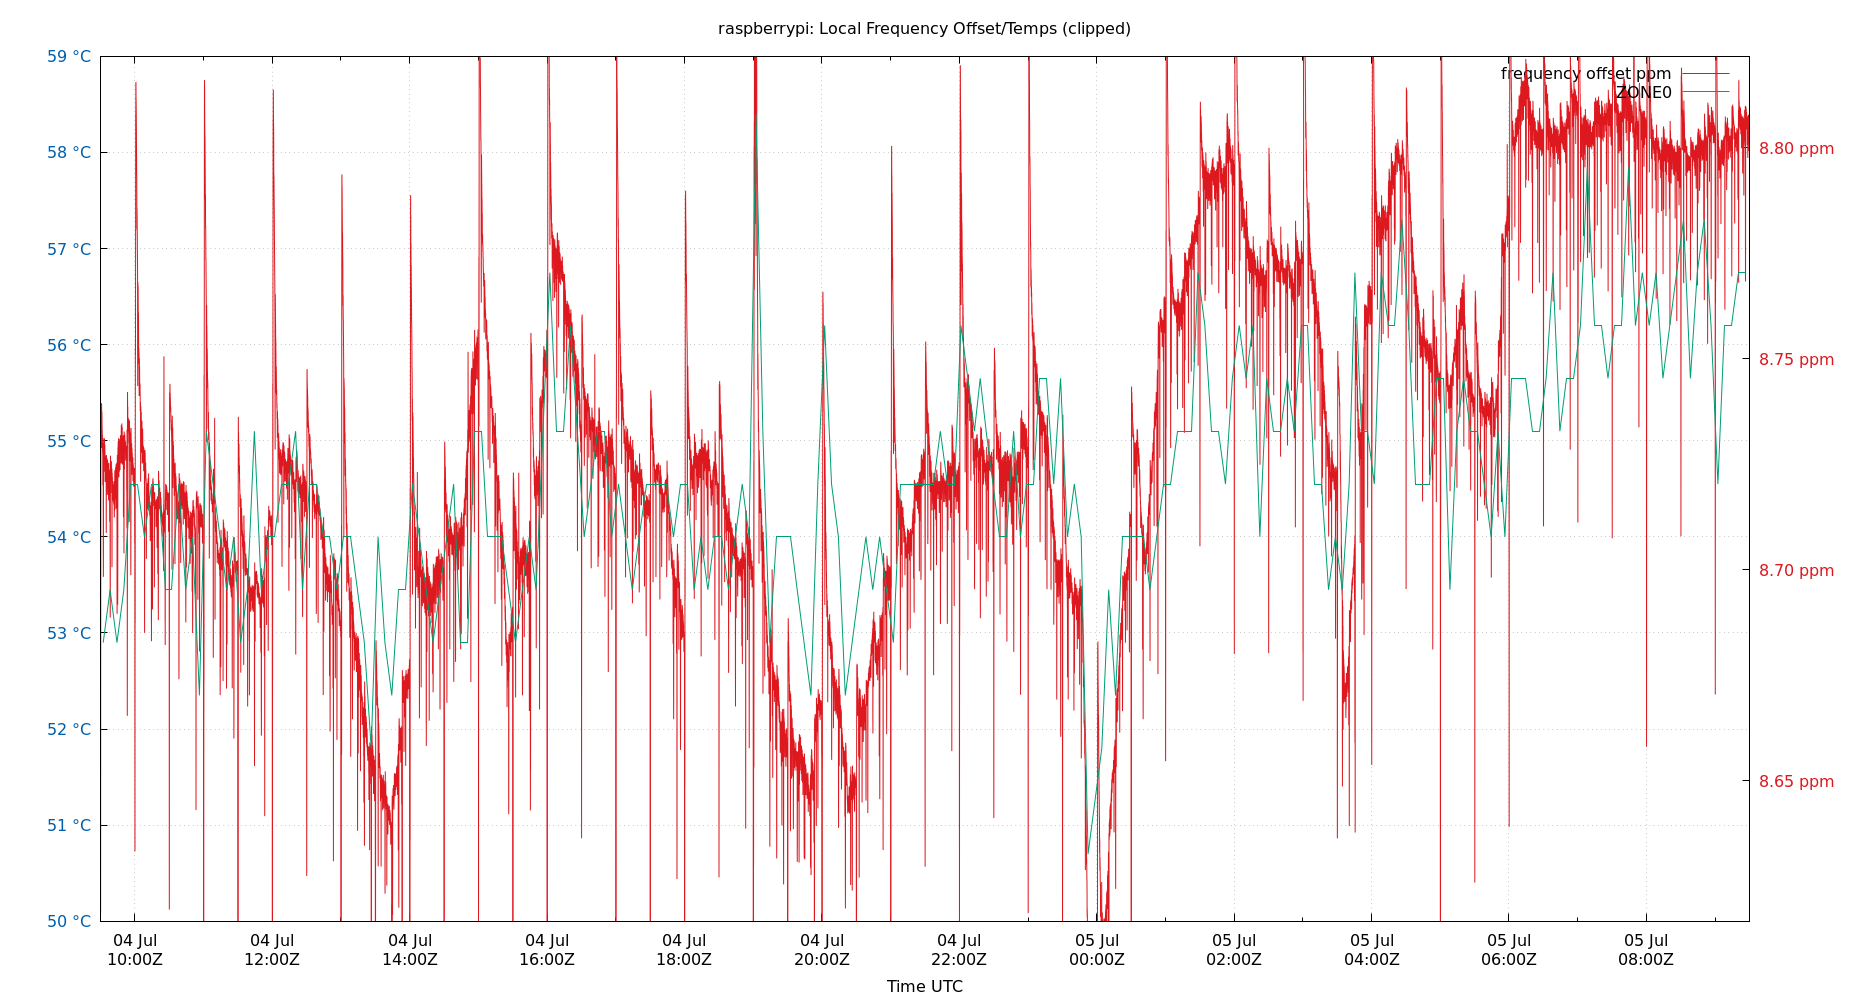 raspberrypi: Local Frequency Offset/Temps (clipped)
59 °C
58 °C
57 °C
56 °C
55 °C
54 °C
53 °C
52 °C
51 °C
50 °C
frequency offset ppm
ZONE0
8.80 ppm
8.75 ppm
8.70 ppm
8.65 ppm
04 Jul 04 Jul 04 Jul 04 Jul 04 Jul 04 Jul 04 Jul 05 Jul 05 Jul 05 Jul 05 Jul 05 Jul
10:00Z 12:00Z 14:00Z 16:00Z 18:00Z 20:00Z 22:00Z 00:00Z 02:00Z 04:00Z 06:00Z 08:00Z
Time UTC